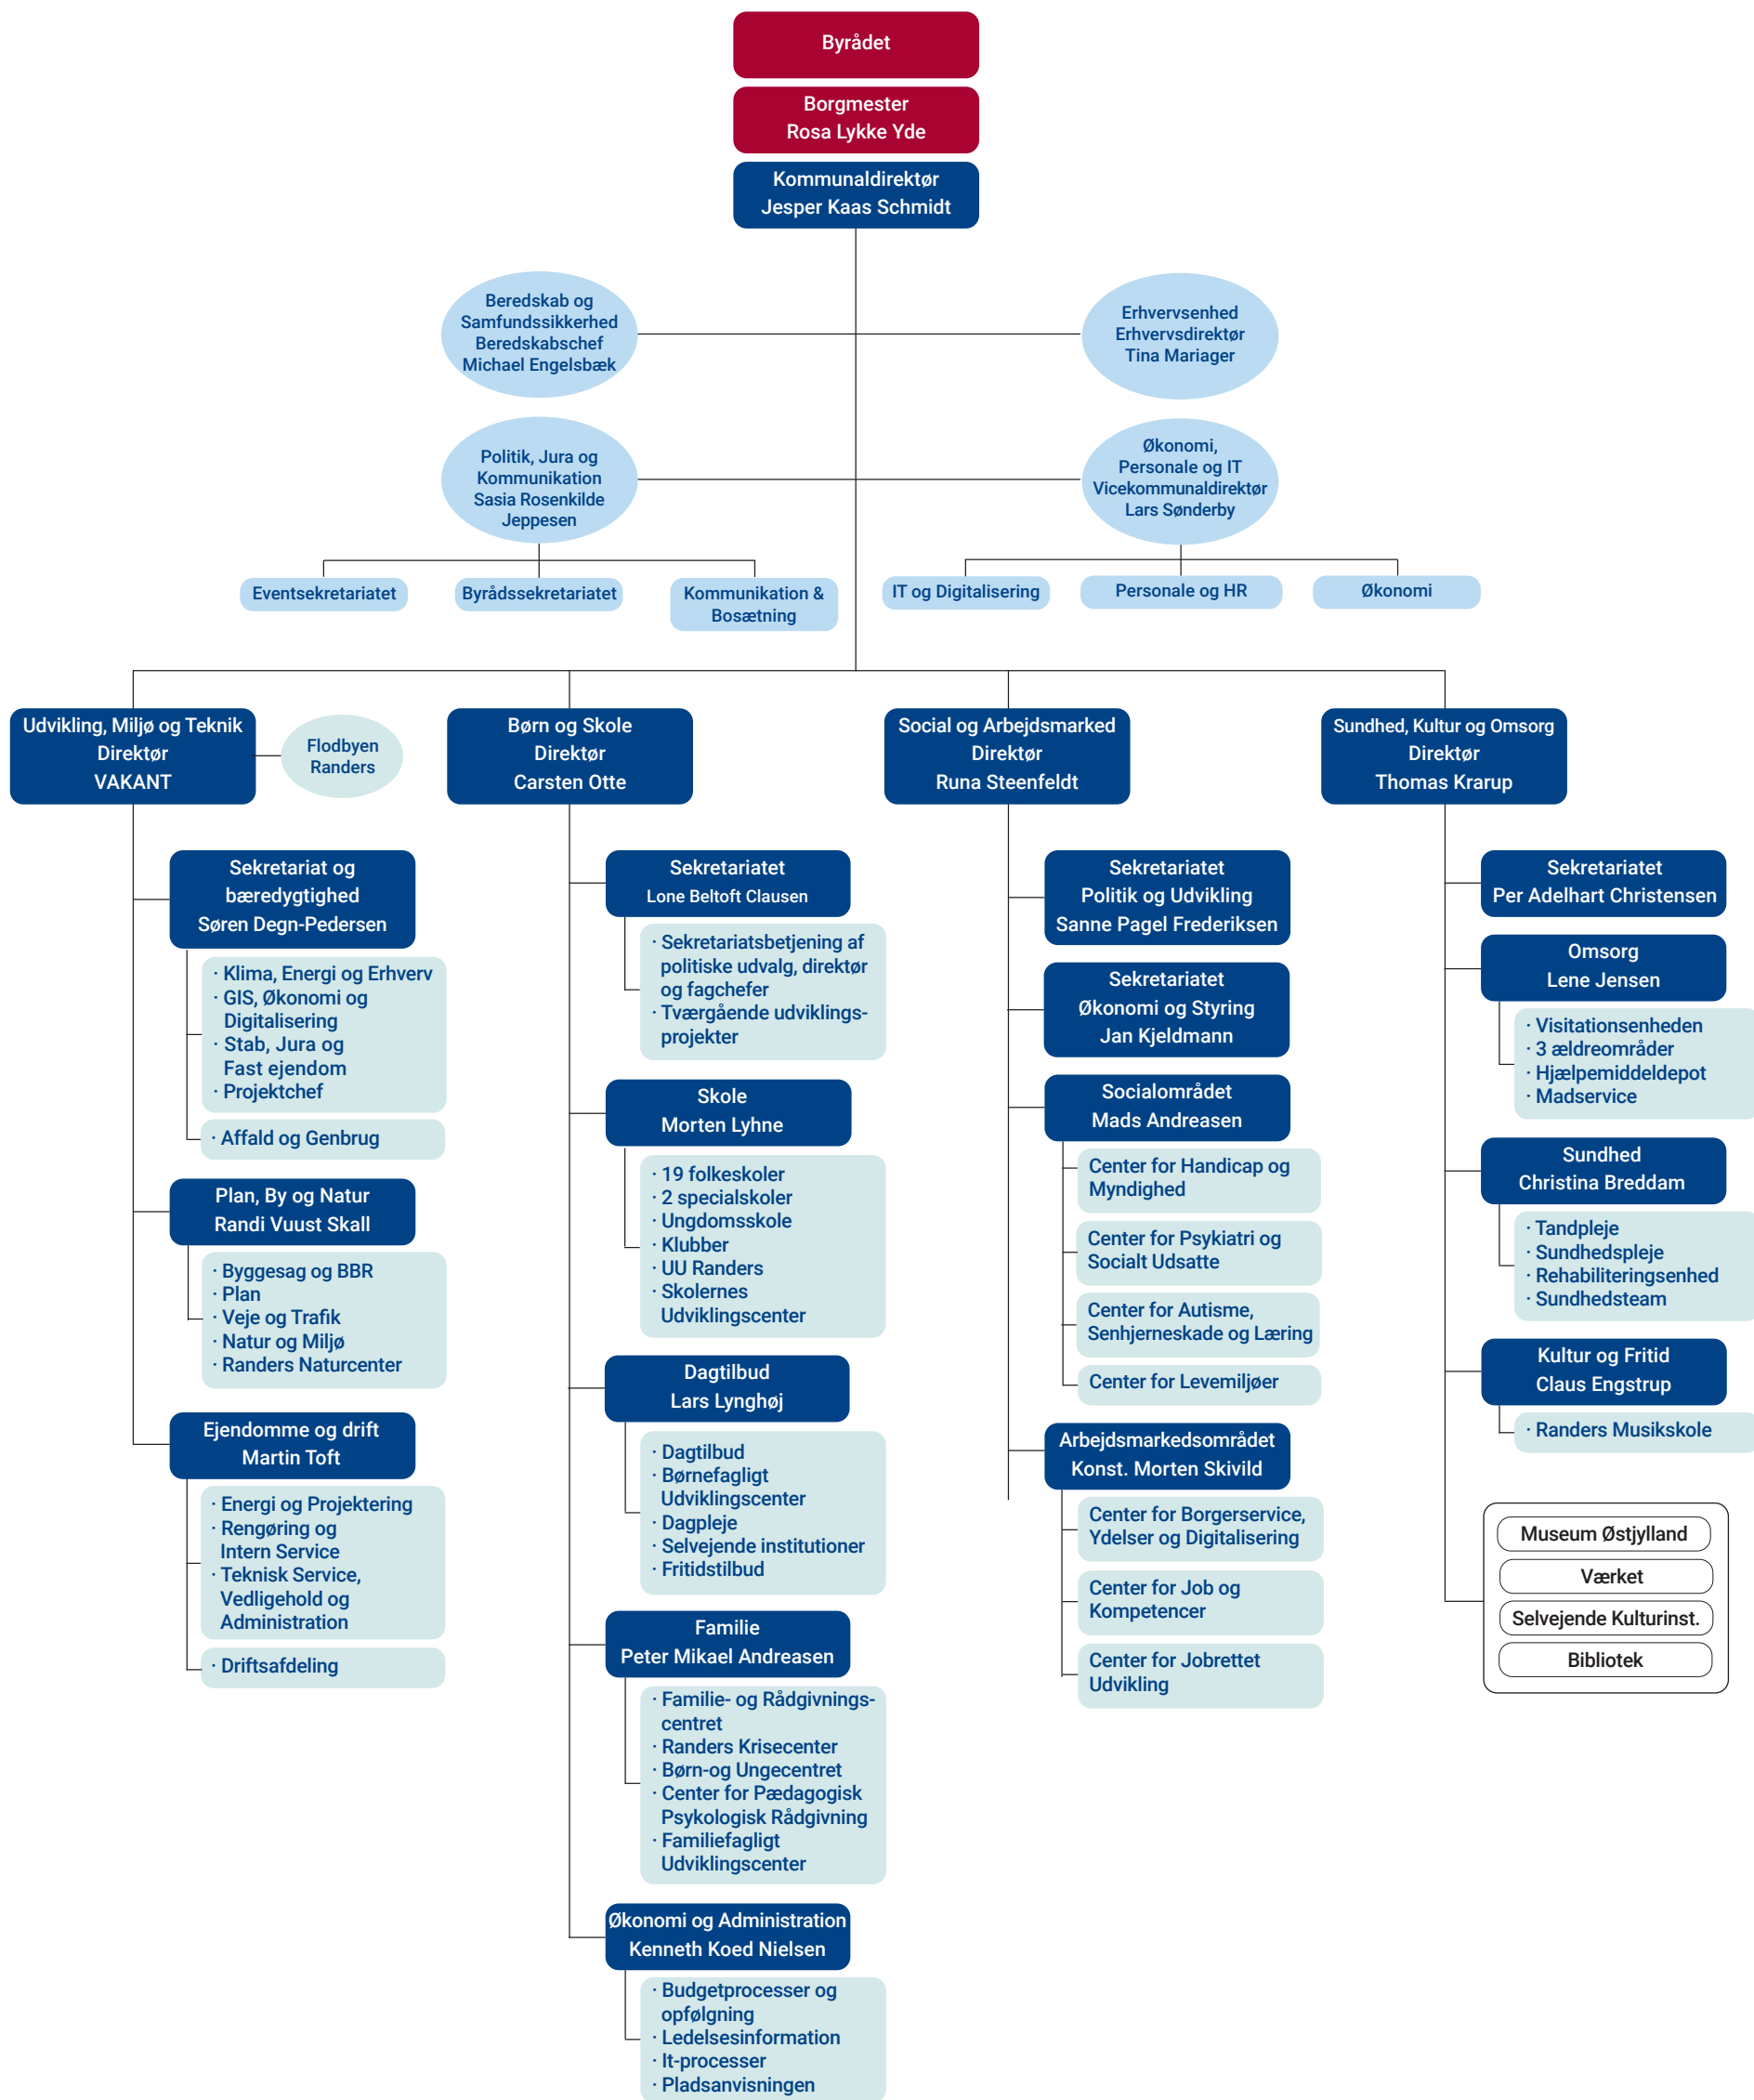 Byrådet
Borgmester
Rosa Lykke Yde
Kommunaldirektør
Jesper Kaas Schmidt
Beredskab og
Samfundssikkerhed
Beredskabschef
Michael Engelsbæk
Erhvervsenhed
Erhvervsdirektør
Tina Mariager
Politik, Jura og
Kommunikation
Sasia Rosenkilde
Jeppesen
Økonomi,
Personale og IT
Vicekommunaldirektør
Lars Sønderby
Eventsekretariatet
Byrådssekretariatet
Kommunikation &
Bosætning
IT og Digitalisering
Personale og HR
Økonomi
Udvikling, Miljø og Teknik
Direktør
VAKANT
Flodbyen
Randers
Sekretariat og
bæredygtighed
Søren Degn-Pedersen
· Klima, Energi og Erhverv
· GIS, Økonomi og
Digitalisering
· Stab, Jura og
Fast ejendom
· Projektchef
· Affald og Genbrug
Plan, By og Natur
Randi Vuust Skall
· Byggesag og BBR
· Plan
· Veje og Trafik
· Natur og Miljø
· Randers Naturcenter
Ejendomme og drift
Martin Toft
· Energi og Projektering
· Rengøring og
Intern Service
· Teknisk Service,
Vedligehold og
Administration
· Driftsafdeling
Børn og Skole
Direktør
Carsten Otte
Sekretariatet
Lone Beltoft Clausen
· Sekretariatsbetjening af
politiske udvalg, direktør
og fagchefer
· Tværgående udviklings-
projekter
Skole
Morten Lyhne
· 19 folkeskoler
· 2 specialskoler
· Ungdomsskole
· Klubber
· UU Randers
· Skolernes
Udviklingscenter
Dagtilbud
Lars Lynghøj
· Dagtilbud
· Børnefagligt
Udviklingscenter
· Dagpleje
· Selvejende institutioner
· Fritidstilbud
Familie
Peter Mikael Andreasen
· Familie- og Rådgivnings-
centret
· Randers Krisecenter
· Børn-og Ungecentret
· Center for Pædagogisk
Psykologisk Rådgivning
· Familiefagligt
Udviklingscenter
Økonomi og Administration
Kenneth Koed Nielsen
· Budgetprocesser og
opfølgning
· Ledelsesinformation
· It-processer
· Pladsanvisningen
Social og Arbejdsmarked
Direktør
Runa Steenfeldt
Sekretariatet
Politik og Udvikling
Sanne Pagel Frederiksen
Sekretariatet
Økonomi og Styring
Jan Kjeldmann
Socialområdet
Mads Andreasen
Center for Handicap og
Myndighed
Center for Psykiatri og
Socialt Udsatte
Center for Autisme,
Senhjerneskade og Læring
Center for Levemiljøer
Arbejdsmarkedsområdet
Konst. Morten Skivild
Center for Borgerservice,
Ydelser og Digitalisering
Center for Job og
Kompetencer
Center for Jobrettet
Udvikling
Sundhed, Kultur og Omsorg
Direktør
Thomas Krarup
Sekretariatet
Per Adelhart Christensen
Omsorg
Lene Jensen
· Visitationsenheden
· 3 ældreområder
· Hjælpemiddeldepot
· Madservice
Sundhed
Christina Breddam
· Tandpleje
· Sundhedspleje
· Rehabiliteringsenhed
· Sundhedsteam
Kultur og Fritid
Claus Engstrup
· Randers Musikskole
Museum Østjylland
Værket
Selvejende Kulturinst.
Bibliotek